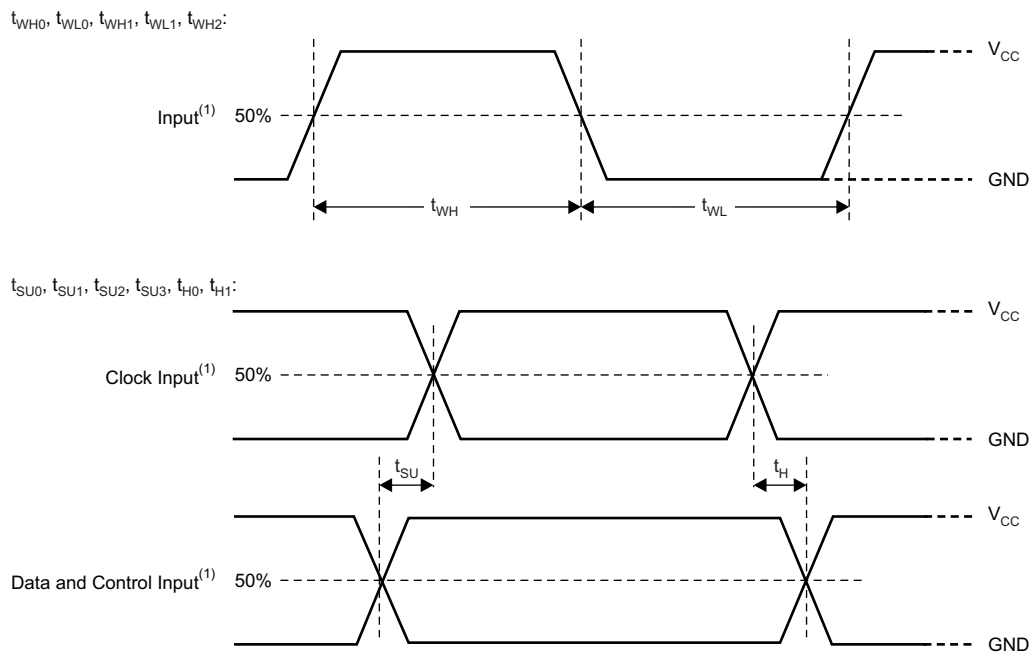 tWH0, tWL0, tWH1, tWL1, tWH2:
VCC
Input(1) 50%
GND
tWH tWL
tSU0, tSU1, tSU2, tSU3, tH0, tH1:
VCC
Clock Input(1) 50%
GND
tSU tH
VCC
Data and Control Input(1) 50%
GND